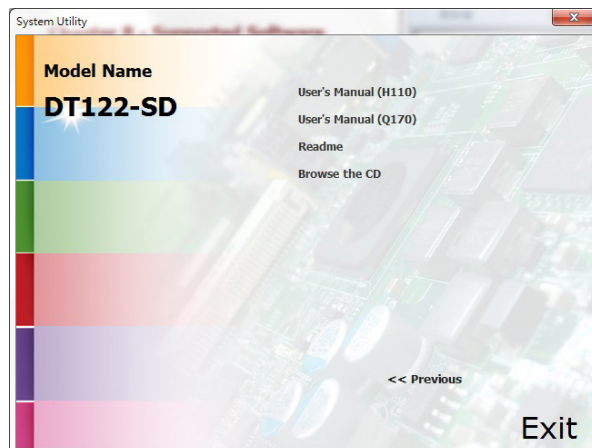 System Utility
Model Name
DT122-SD
User's Manual (H110)
User's Manual (Q170)
Readme
Browse the CD
<< Previous
Exit